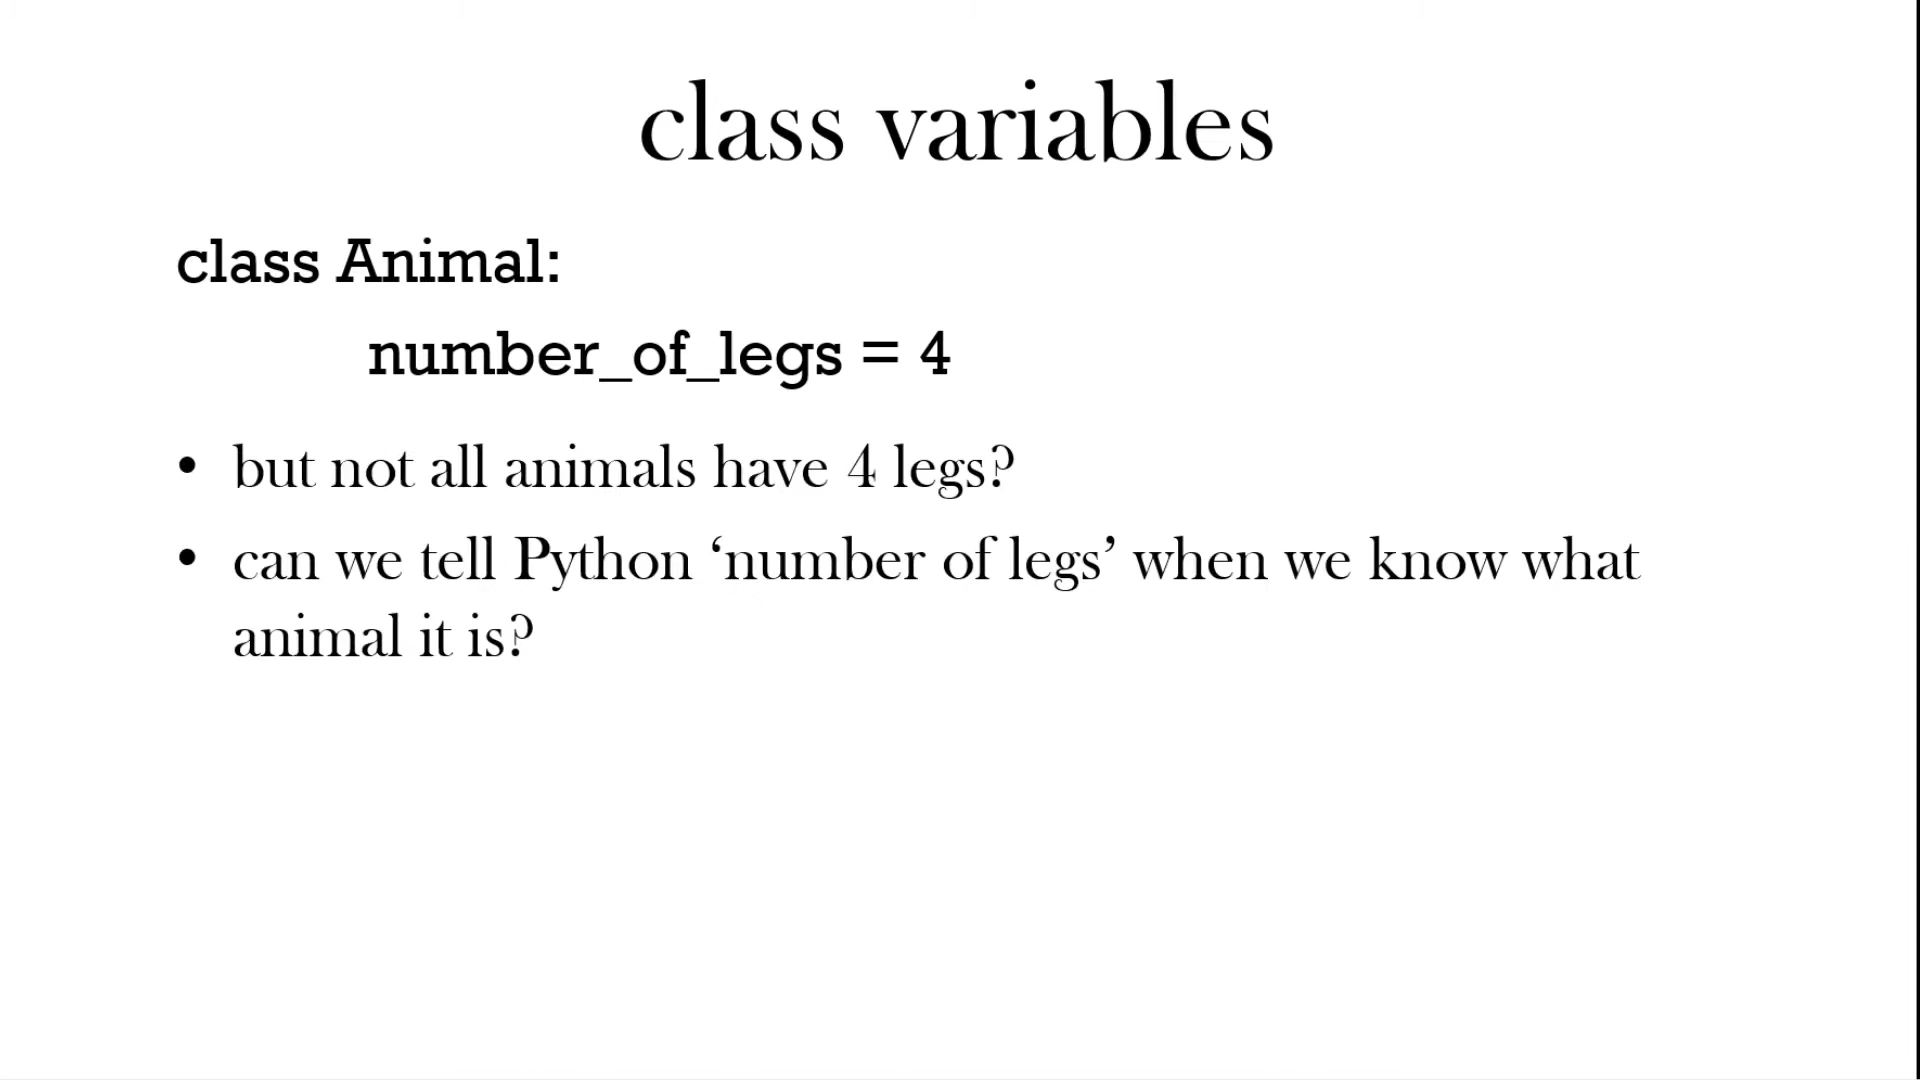 class variables
class Animal:
number_of_legs = 4
• but not all animals have 4 legs?
• can we tell Python ‘number of legs’ when we know what
animal it is?